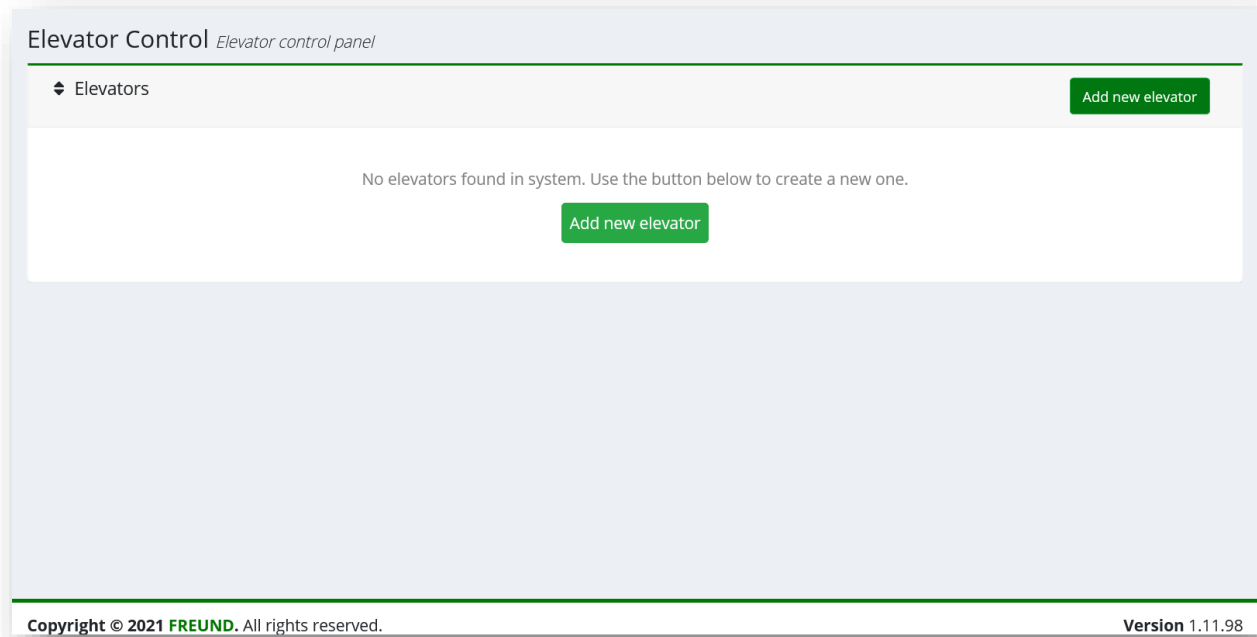 Elevator Control Elevator control panel
Elevators
Add new elevator
No elevators found in system. Use the button below to create a new one.
Add new elevator
Copyright © 2021 FREUND. All rights reserved.
Version 1.11.98